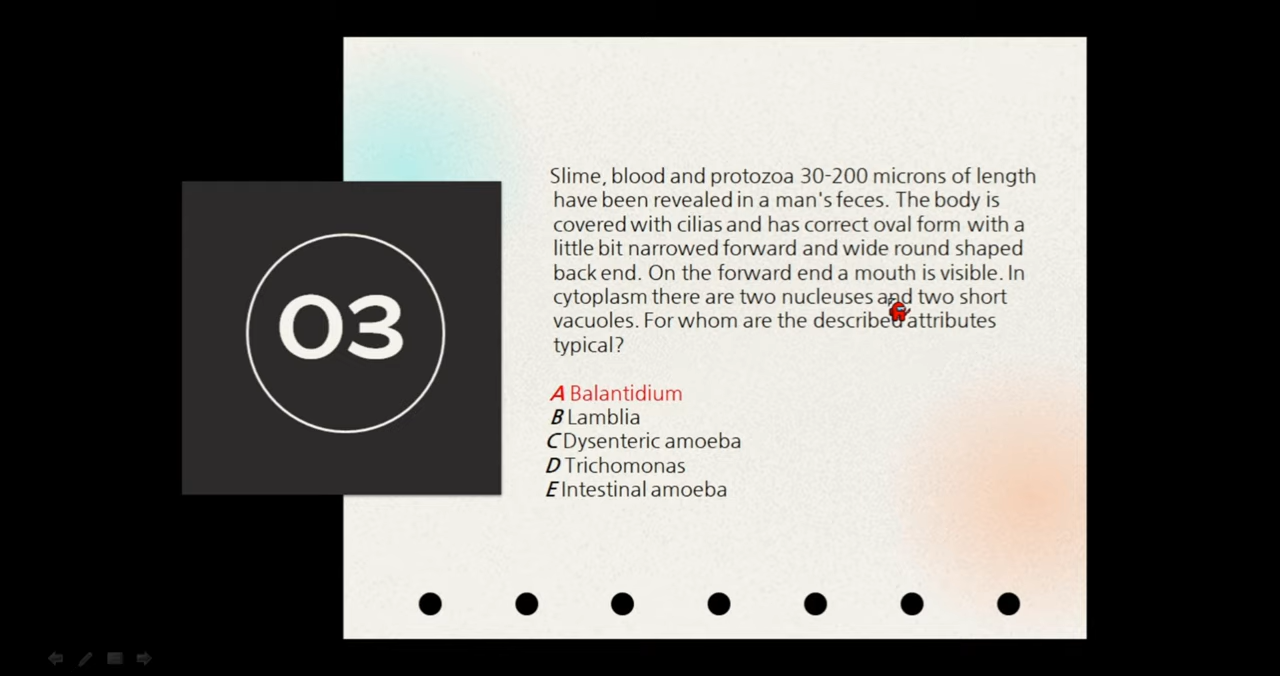 03
Slime, blood and protozoa 30-200 microns of length
have been revealed in a man's feces. The body is
covered with cilias and has correct oval form with a
little bit narrowed forward and wide round shaped
back end. On the forward end a mouth is visible. In
cytoplasm there are two nucleuses and two short
vacuoles. For whom are the described attributes
typical?
A Balantidium
B Lamblia
C Dysenteric amoeba
D Trichomonas
E Intestinal amoeba